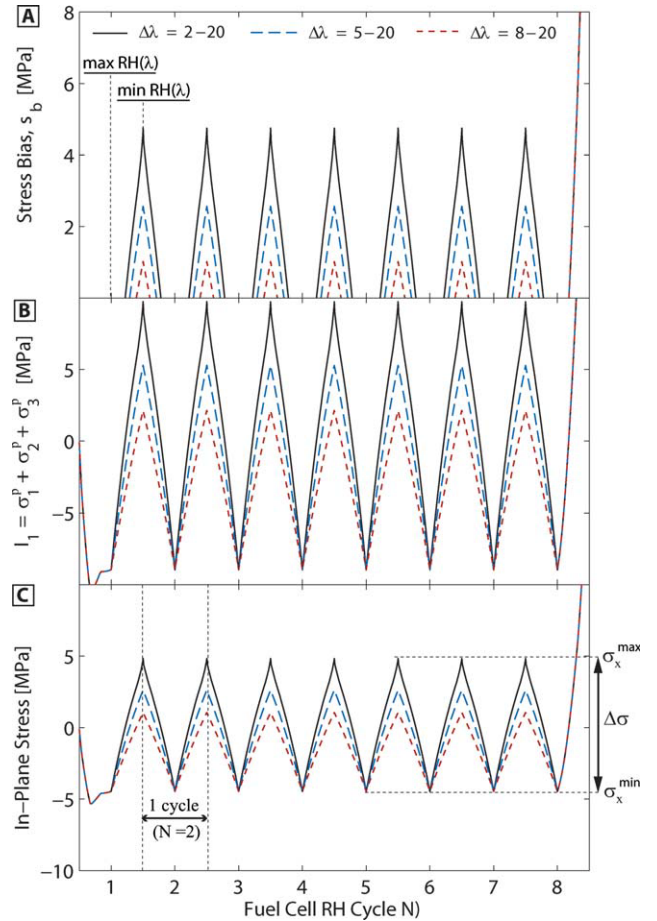 A
Δλ = 2–20 Δλ = 5–20 Δλ = 8–20
max RH(λ)
min RH(λ)
Stress Bias, s_b [MPa]
8
6
4
2
B
I_1 = σ_1^p + σ_2^p + σ_3^p [MPa]
5
0
−5
C
In−Plane Stress [MPa]
5
0
−5
−10
σ_x^max
Δσ
σ_x^min
1 cycle
(N =2)
1 2 3 4 5 6 7 8
Fuel Cell RH Cycle N)